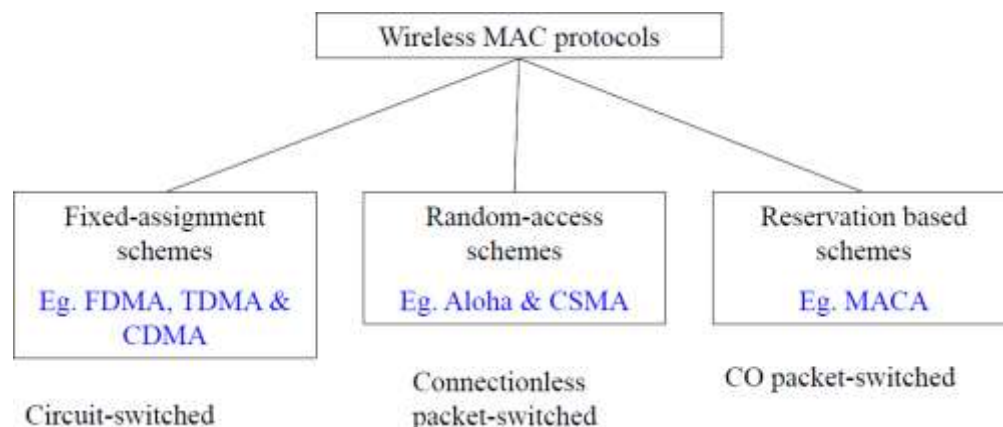 Wireless MAC protocols
Fixed-assignment
schemes
Eg. FDMA, TDMA &
CDMA
Circuit-switched
Random-access
schemes
Eg. Aloha & CSMA
Connectionless
packet-switched
Reservation based
schemes
Eg. MACA
CO packet-switched